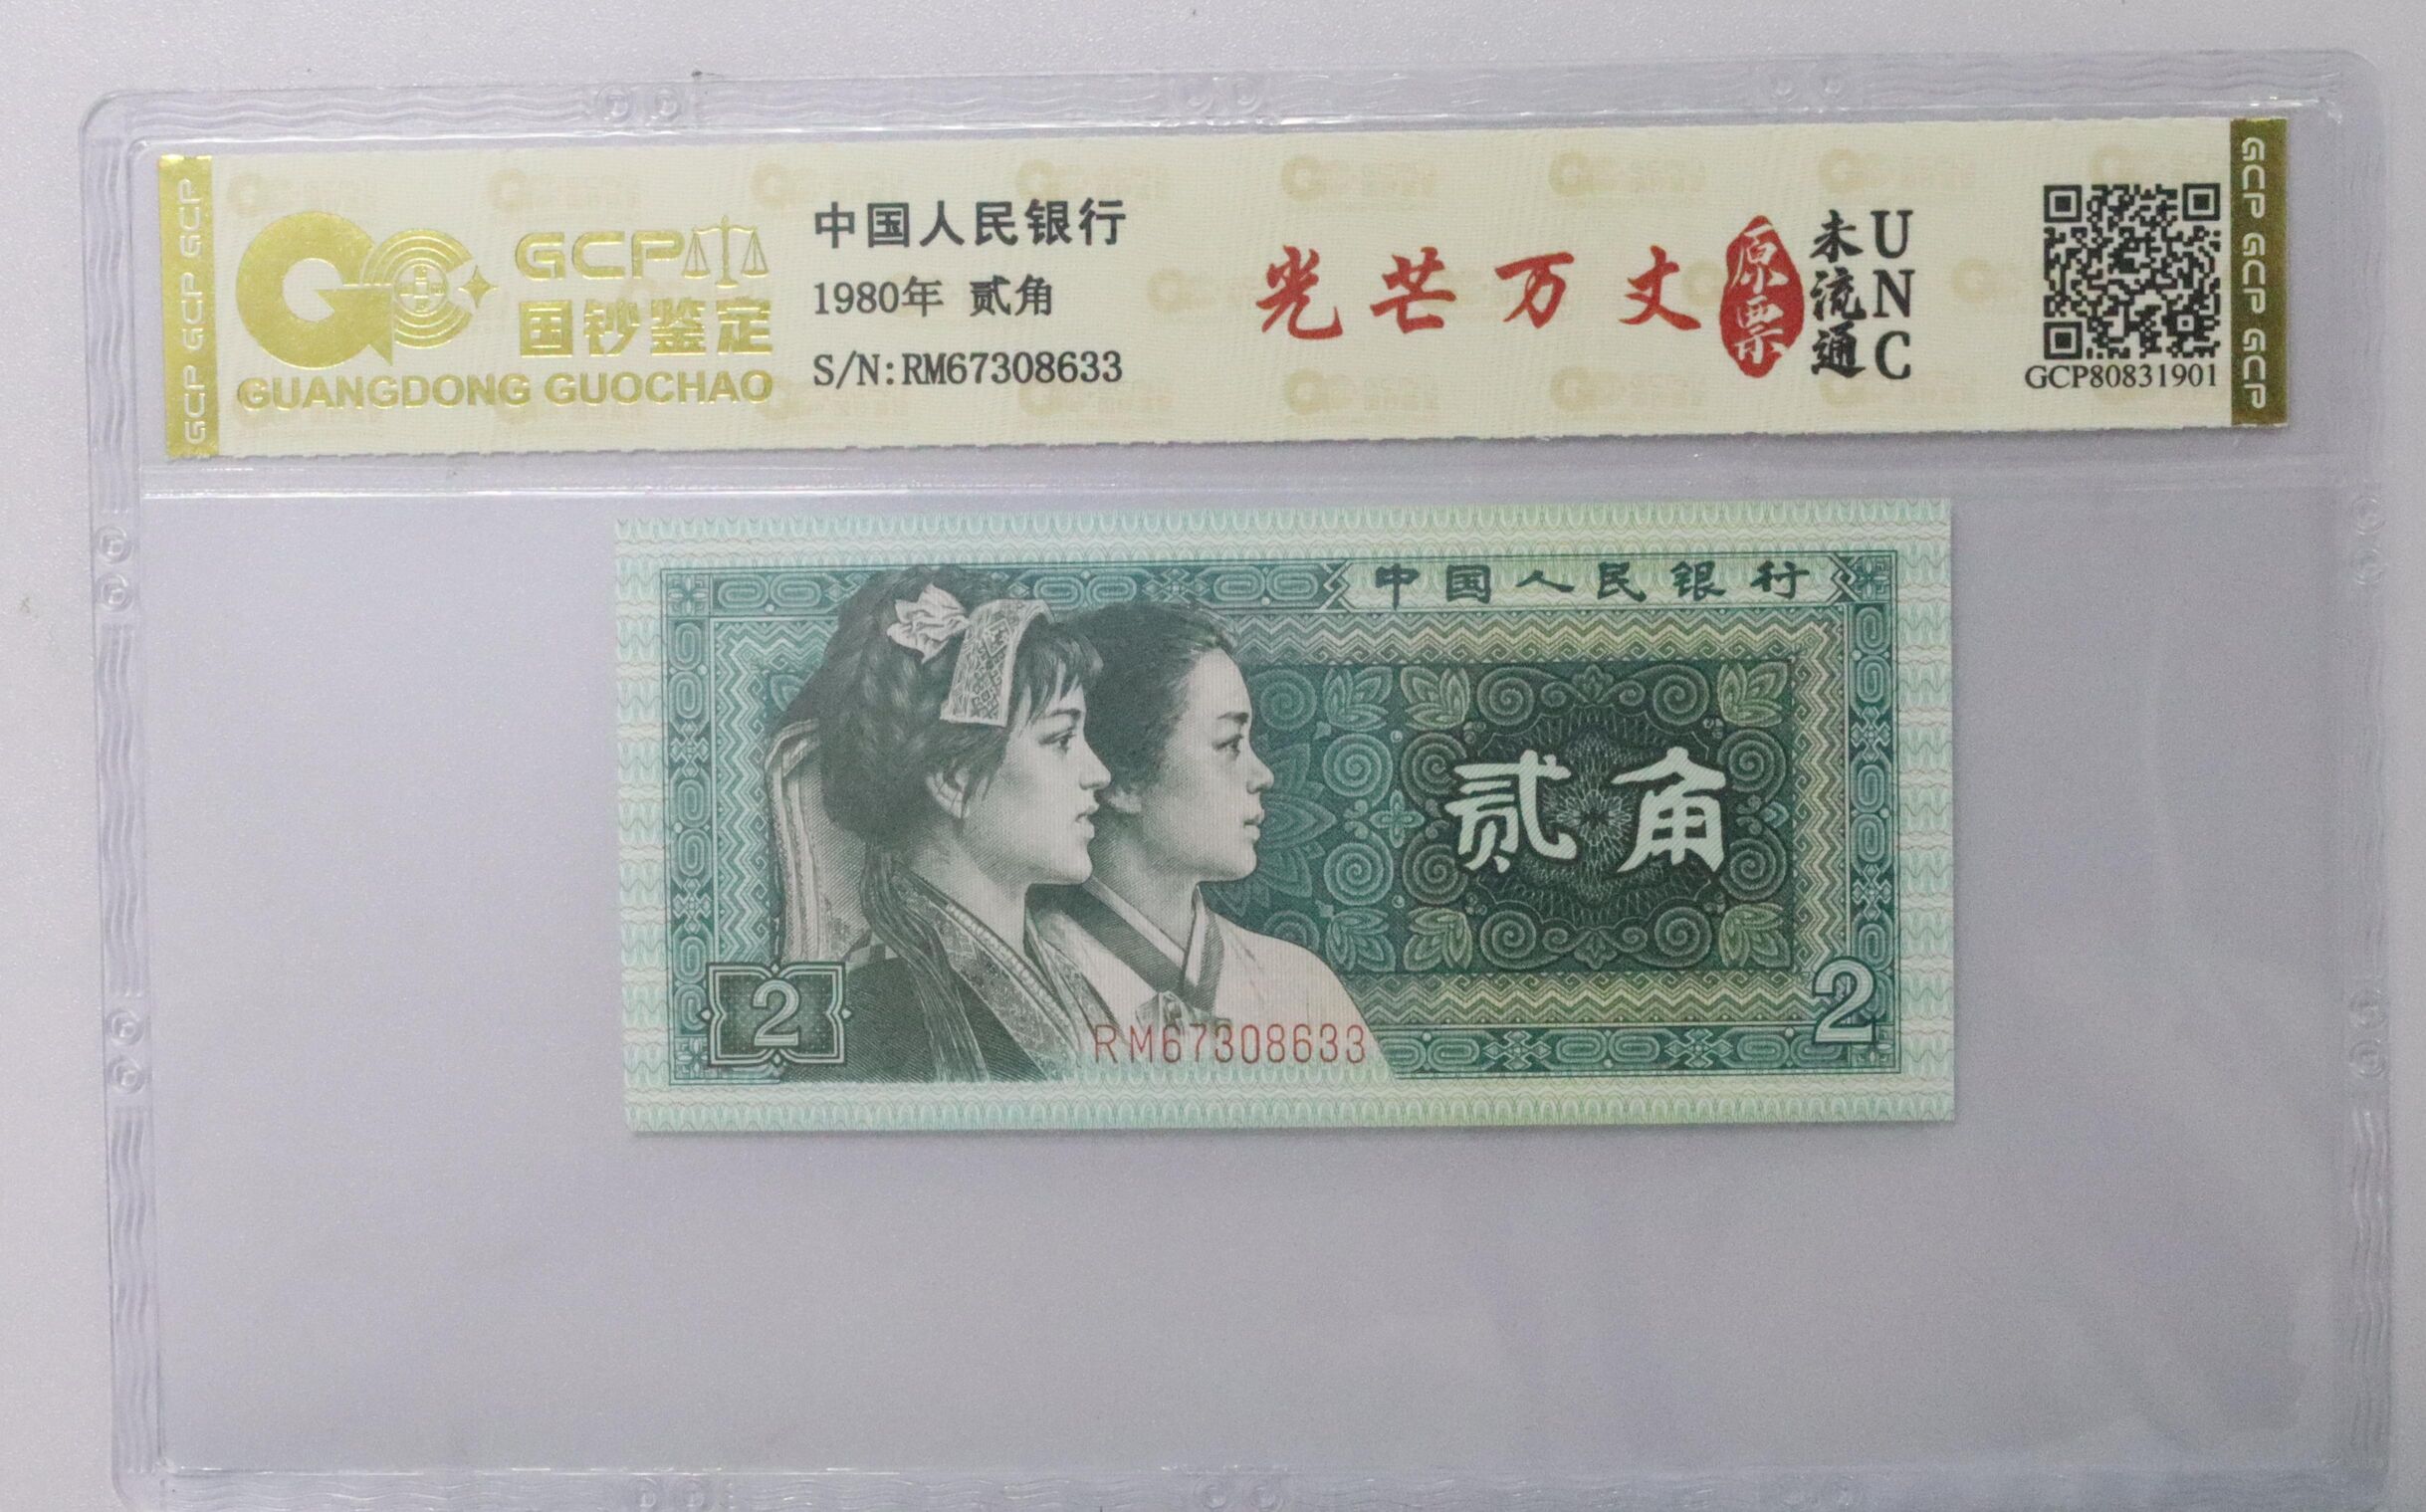 GCP GCP GCP
GCP
国钞鉴定
GUANGDONG GUOCHAO
中国人民银行
1980年 贰角
S/N:RM67308633
光芒万丈
原票
未流通
UNC
GCP80831901
GCP GCP GCP
中国人民银行
贰角
2
RM67308633
2